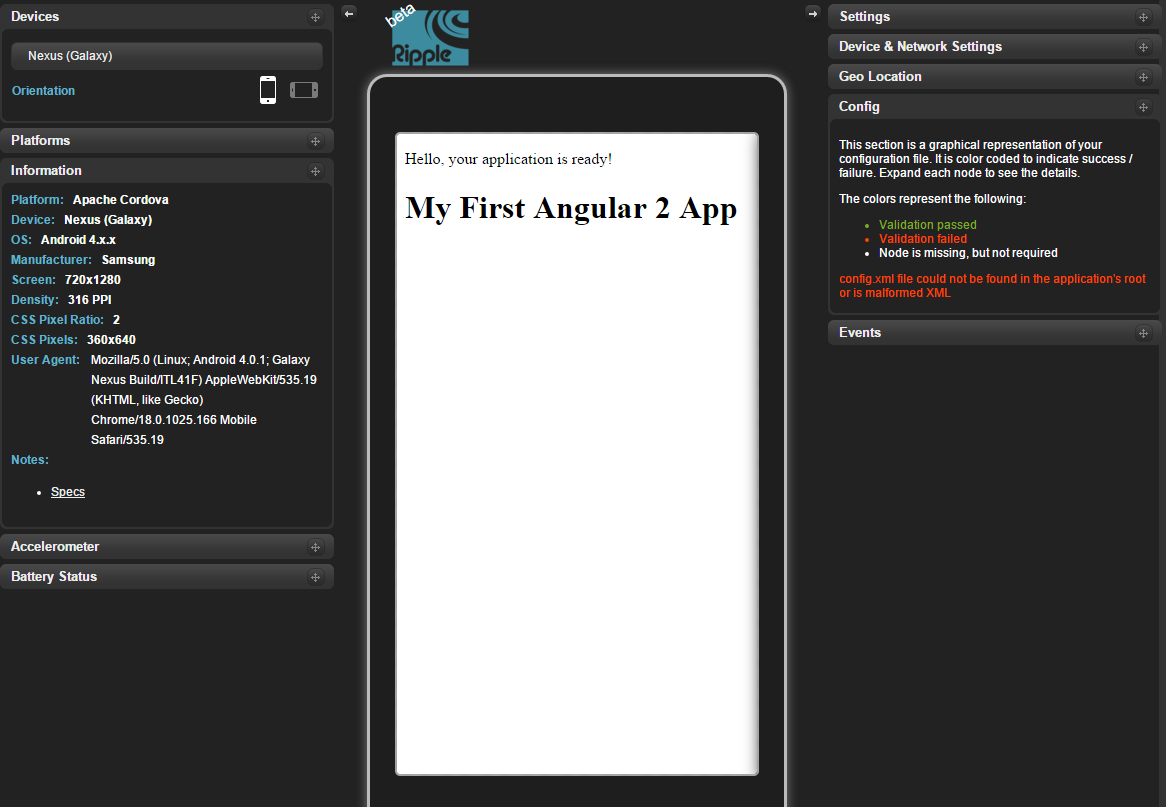 Devices
Nexus (Galaxy)
Orientation
Platforms
Information
Platform: Apache Cordova
Device: Nexus (Galaxy)
OS: Android 4.x.x
Manufacturer: Samsung
Screen: 720x1280
Density: 316 PPI
CSS Pixel Ratio: 2
CSS Pixels: 360x640
User Agent: Mozilla/5.0 (Linux; Android 4.0.1; Galaxy
Nexus Build/ITL41F) AppleWebKit/535.19
(KHTML, like Gecko)
Chrome/18.0.1025.166 Mobile
Safari/535.19
Notes:
• Specs
Accelerometer
Battery Status
beta
Ripple
Hello, your application is ready!
My First Angular 2 App
Settings
Device & Network Settings
Geo Location
Config
This section is a graphical representation of your
configuration file. It is color coded to indicate success /
failure. Expand each node to see the details.
The colors represent the following:
• Validation passed
• Validation failed
• Node is missing, but not required
config.xml file could not be found in the application's root
or is malformed XML
Events